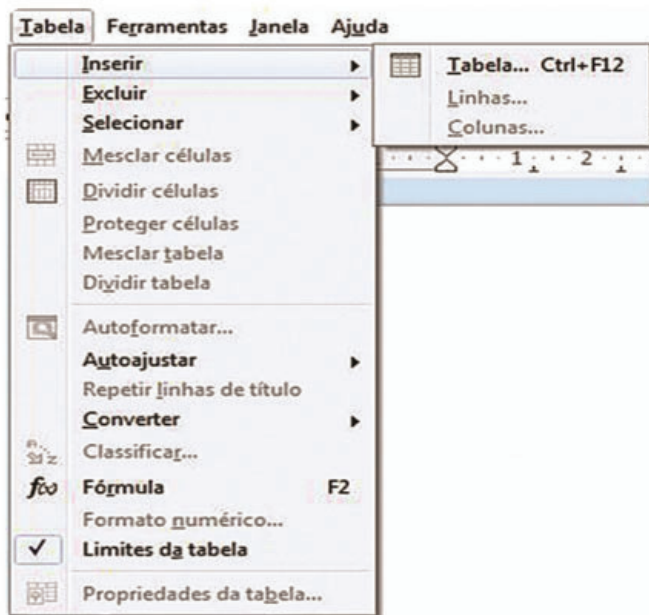 Tabela Ferramentas Janela Ajuda
Inserir
Tabela... Ctrl+F12
Excluir
Linhas...
Selecionar
Colunas...
Mesclar células
1 2
Dividir células
Proteger células
Mesclar tabela
Dividir tabela
Autoformatar...
Autoajustar
Repetir linhas de título
Converter
Classificar...
Fórmula F2
Formato numérico...
Limites da tabela
Propriedades da tabela...